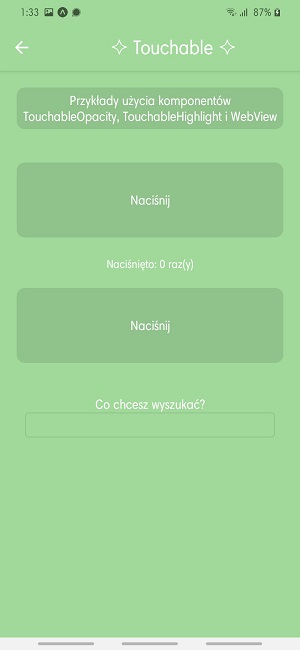 1:33
87%
✧ Touchable ✧
Przykłady użycia komponentów
TouchableOpacity, TouchableHighlight i WebView
Naciśnij
Naciśnięto: 0 raz(y)
Naciśnij
Co chcesz wyszukać?